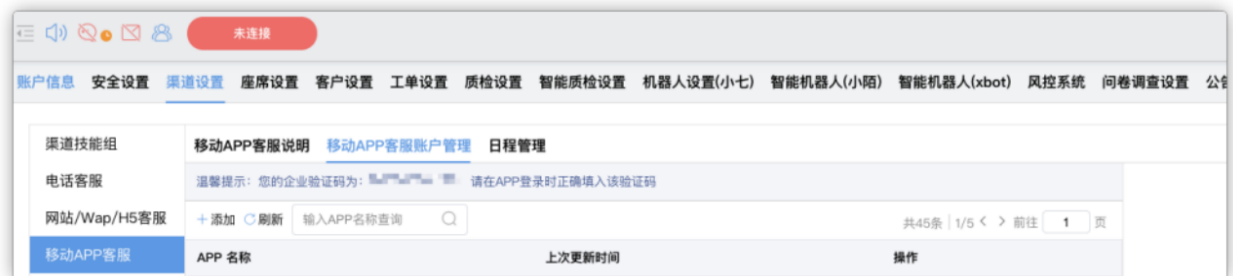 未连接
账户信息 安全设置 渠道设置 座席设置 客户设置 工单设置 质检设置 智能质检设置 机器人设置(小七) 智能机器人(小陌) 智能机器人(xbot) 风控系统 问卷调查设置 公告
渠道技能组
电话客服
网站/Wap/H5客服
移动APP客服
移动APP客服说明 移动APP客服账户管理 日程管理
温馨提示：您的企业验证码为： 请在APP登录时正确填入该验证码
+添加 刷新 输入APP名称查询 共45条 1/5 < > 前往 1 页
APP 名称 上次更新时间 操作